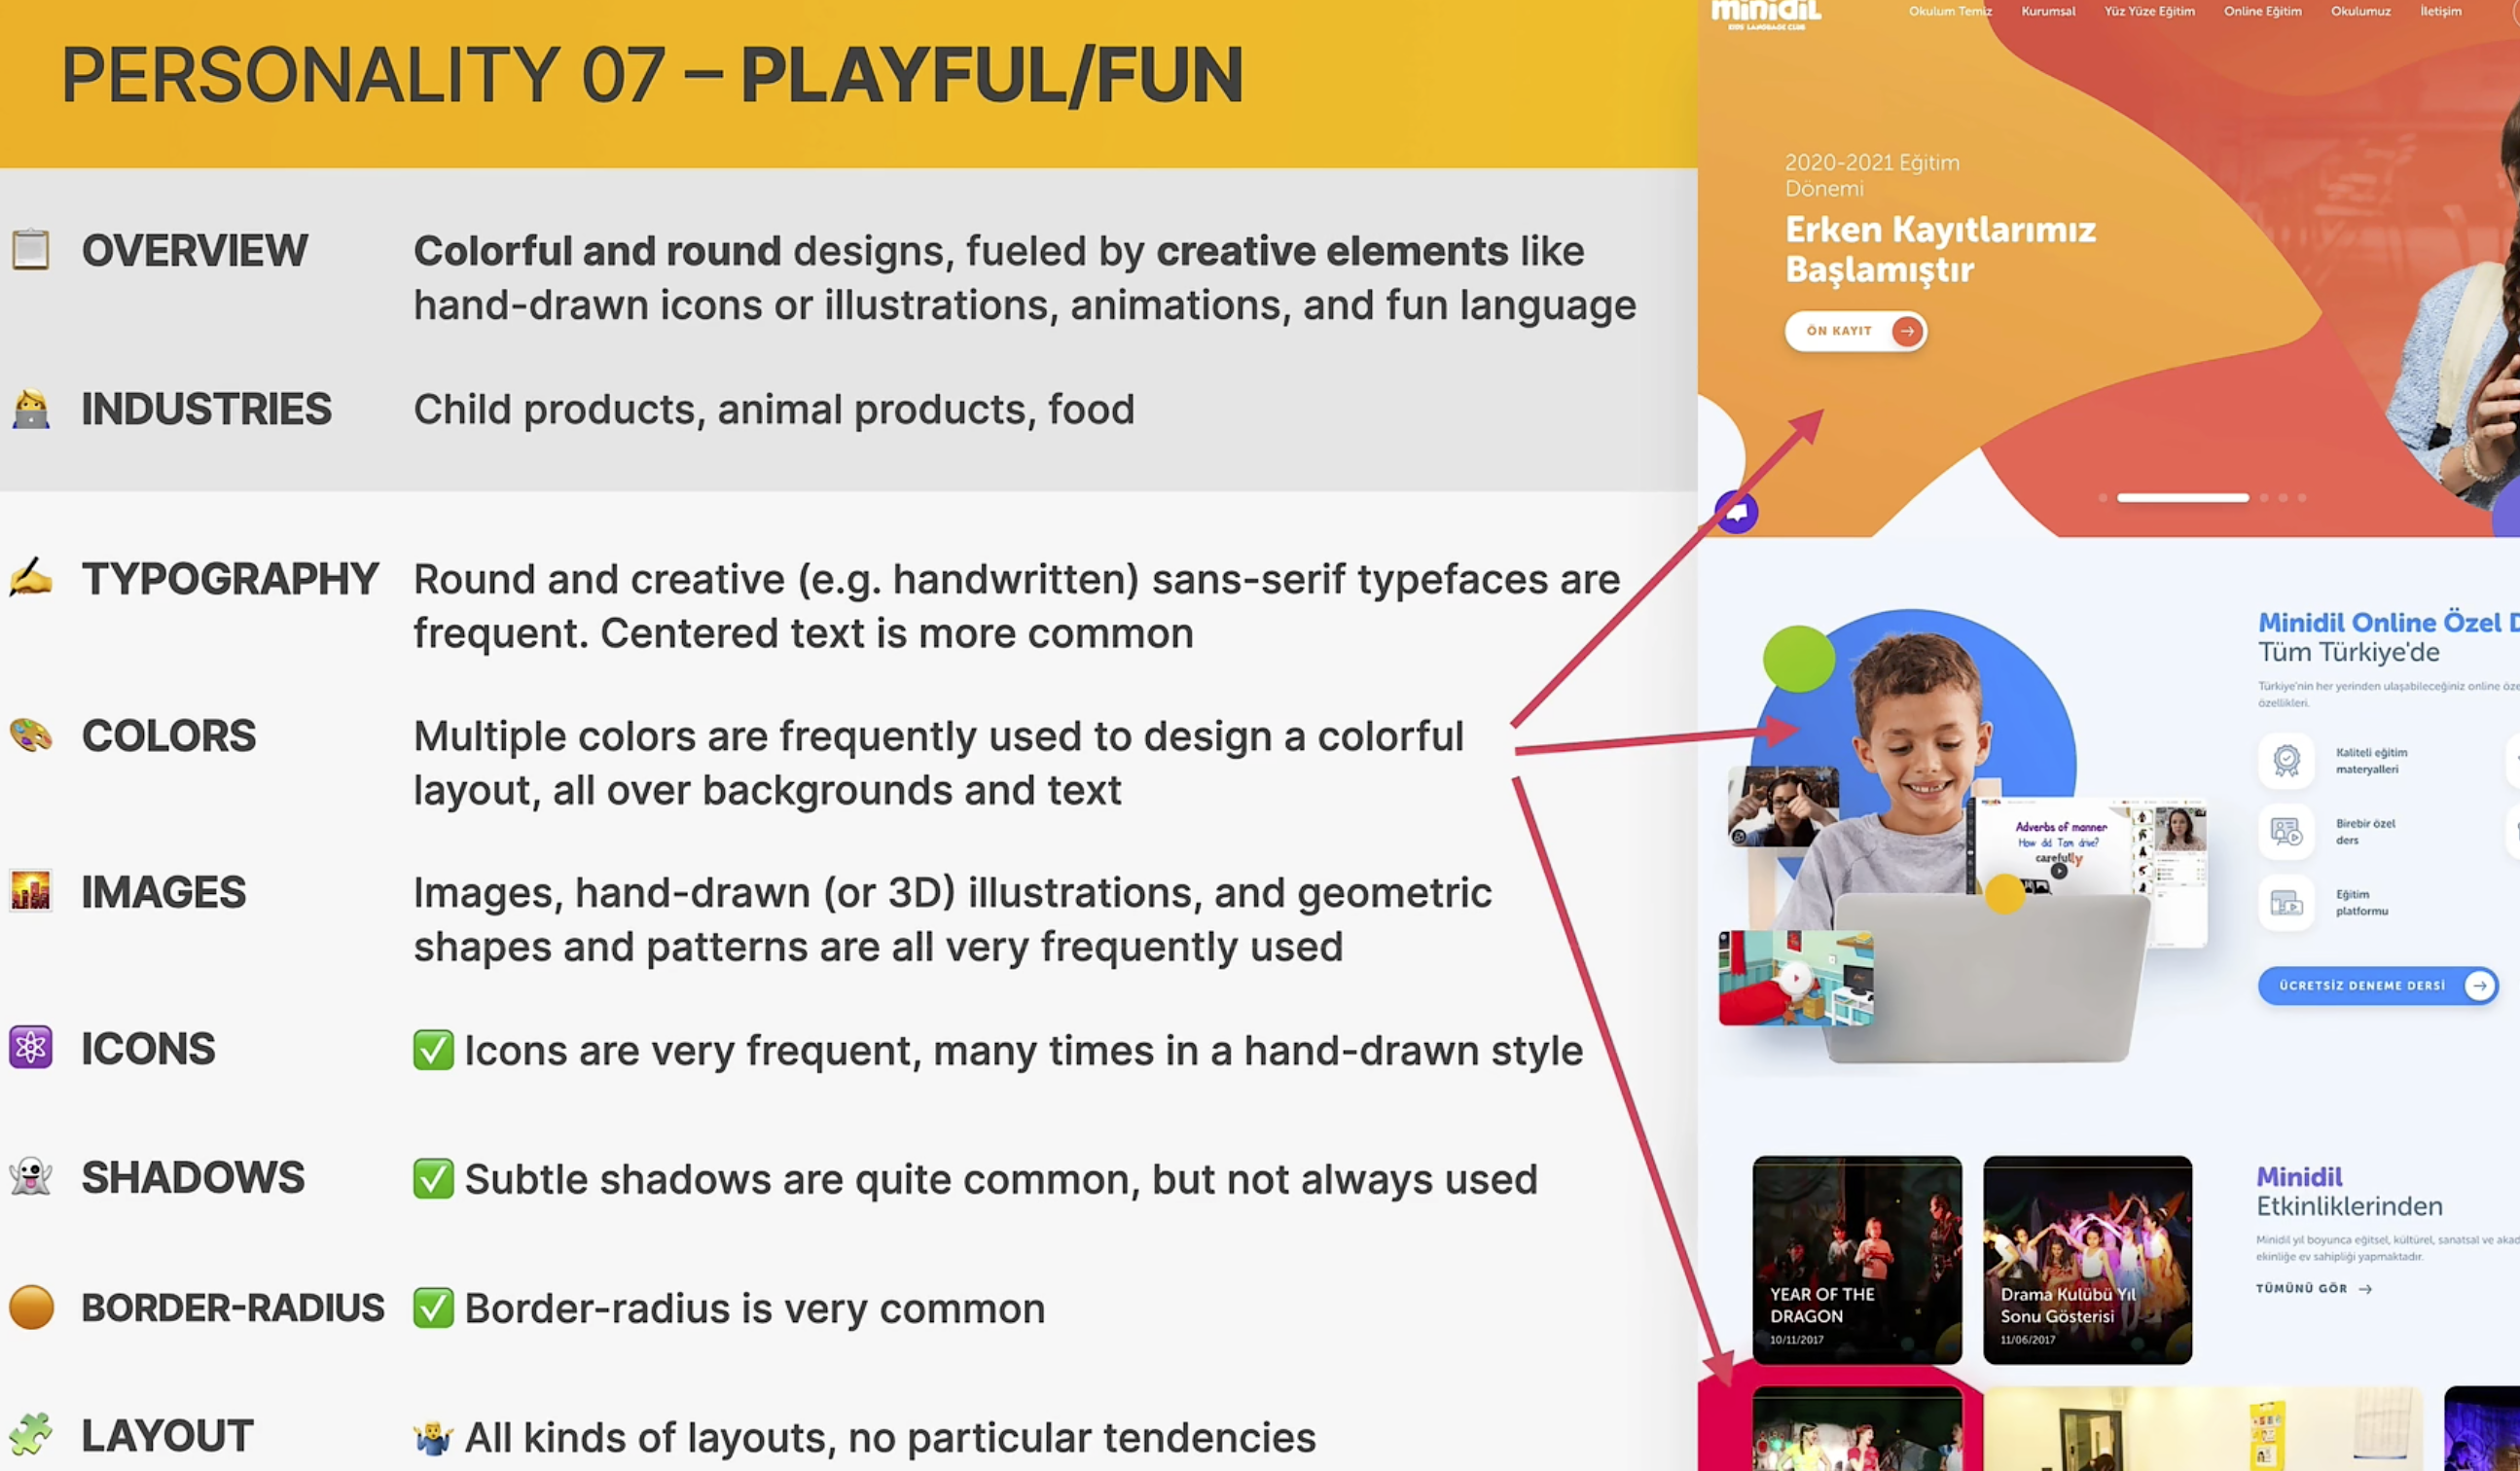 PERSONALITY 07 – PLAYFUL/FUN
OVERVIEW
Colorful and round designs, fueled by creative elements like
hand-drawn icons or illustrations, animations, and fun language
INDUSTRIES
Child products, animal products, food
TYPOGRAPHY
Round and creative (e.g. handwritten) sans-serif typefaces are
frequent. Centered text is more common
COLORS
Multiple colors are frequently used to design a colorful
layout, all over backgrounds and text
IMAGES
Images, hand-drawn (or 3D) illustrations, and geometric
shapes and patterns are all very frequently used
ICONS
✅ Icons are very frequent, many times in a hand-drawn style
SHADOWS
✅ Subtle shadows are quite common, but not always used
BORDER-RADIUS
✅ Border-radius is very common
LAYOUT
🤷‍♂️ All kinds of layouts, no particular tendencies
minidil
KIDS' LANGUAGE CLUB
Okulum Temiz Kurumsal Yüz Yüze Eğitim Online Eğitim Okulumuz İletişim
2020-2021 Eğitim
Dönemi
Erken Kayıtlarımız
Başlamıştır
ÖN KAYIT
Minidil Online Özel
Tüm Türkiye'de
Türkiye'nin her yerinden ulaşabileceğiniz online
özellikleri.
Kaliteli eğitim
materyalleri
Birebir özel
ders
Eğitim
platformu
ÜCRETSİZ DENEME DERSİ
Adverbs of manner
How did Tom drive?
carefully
YEAR OF THE
DRAGON
10/11/2017
Drama Kulübü Yıl
Sonu Gösterisi
11/06/2017
Minidil
Etkinliklerinden
Minidil yıl boyunca eğitsel, kültürel, sanatsal ve
ekinliğe ev sahipliği yapmaktadır.
TÜMÜNÜ GÖR